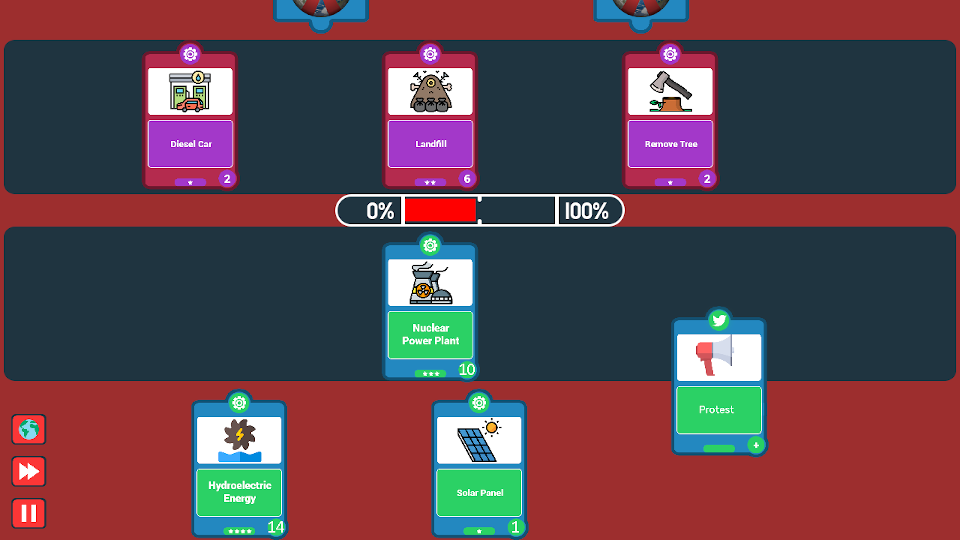 Diesel Car
2
Landfill
6
Remove Tree
2
0%
100%
Nuclear
Power Plant
10
Protest
+
Hydroelectric
Energy
14
Solar Panel
1